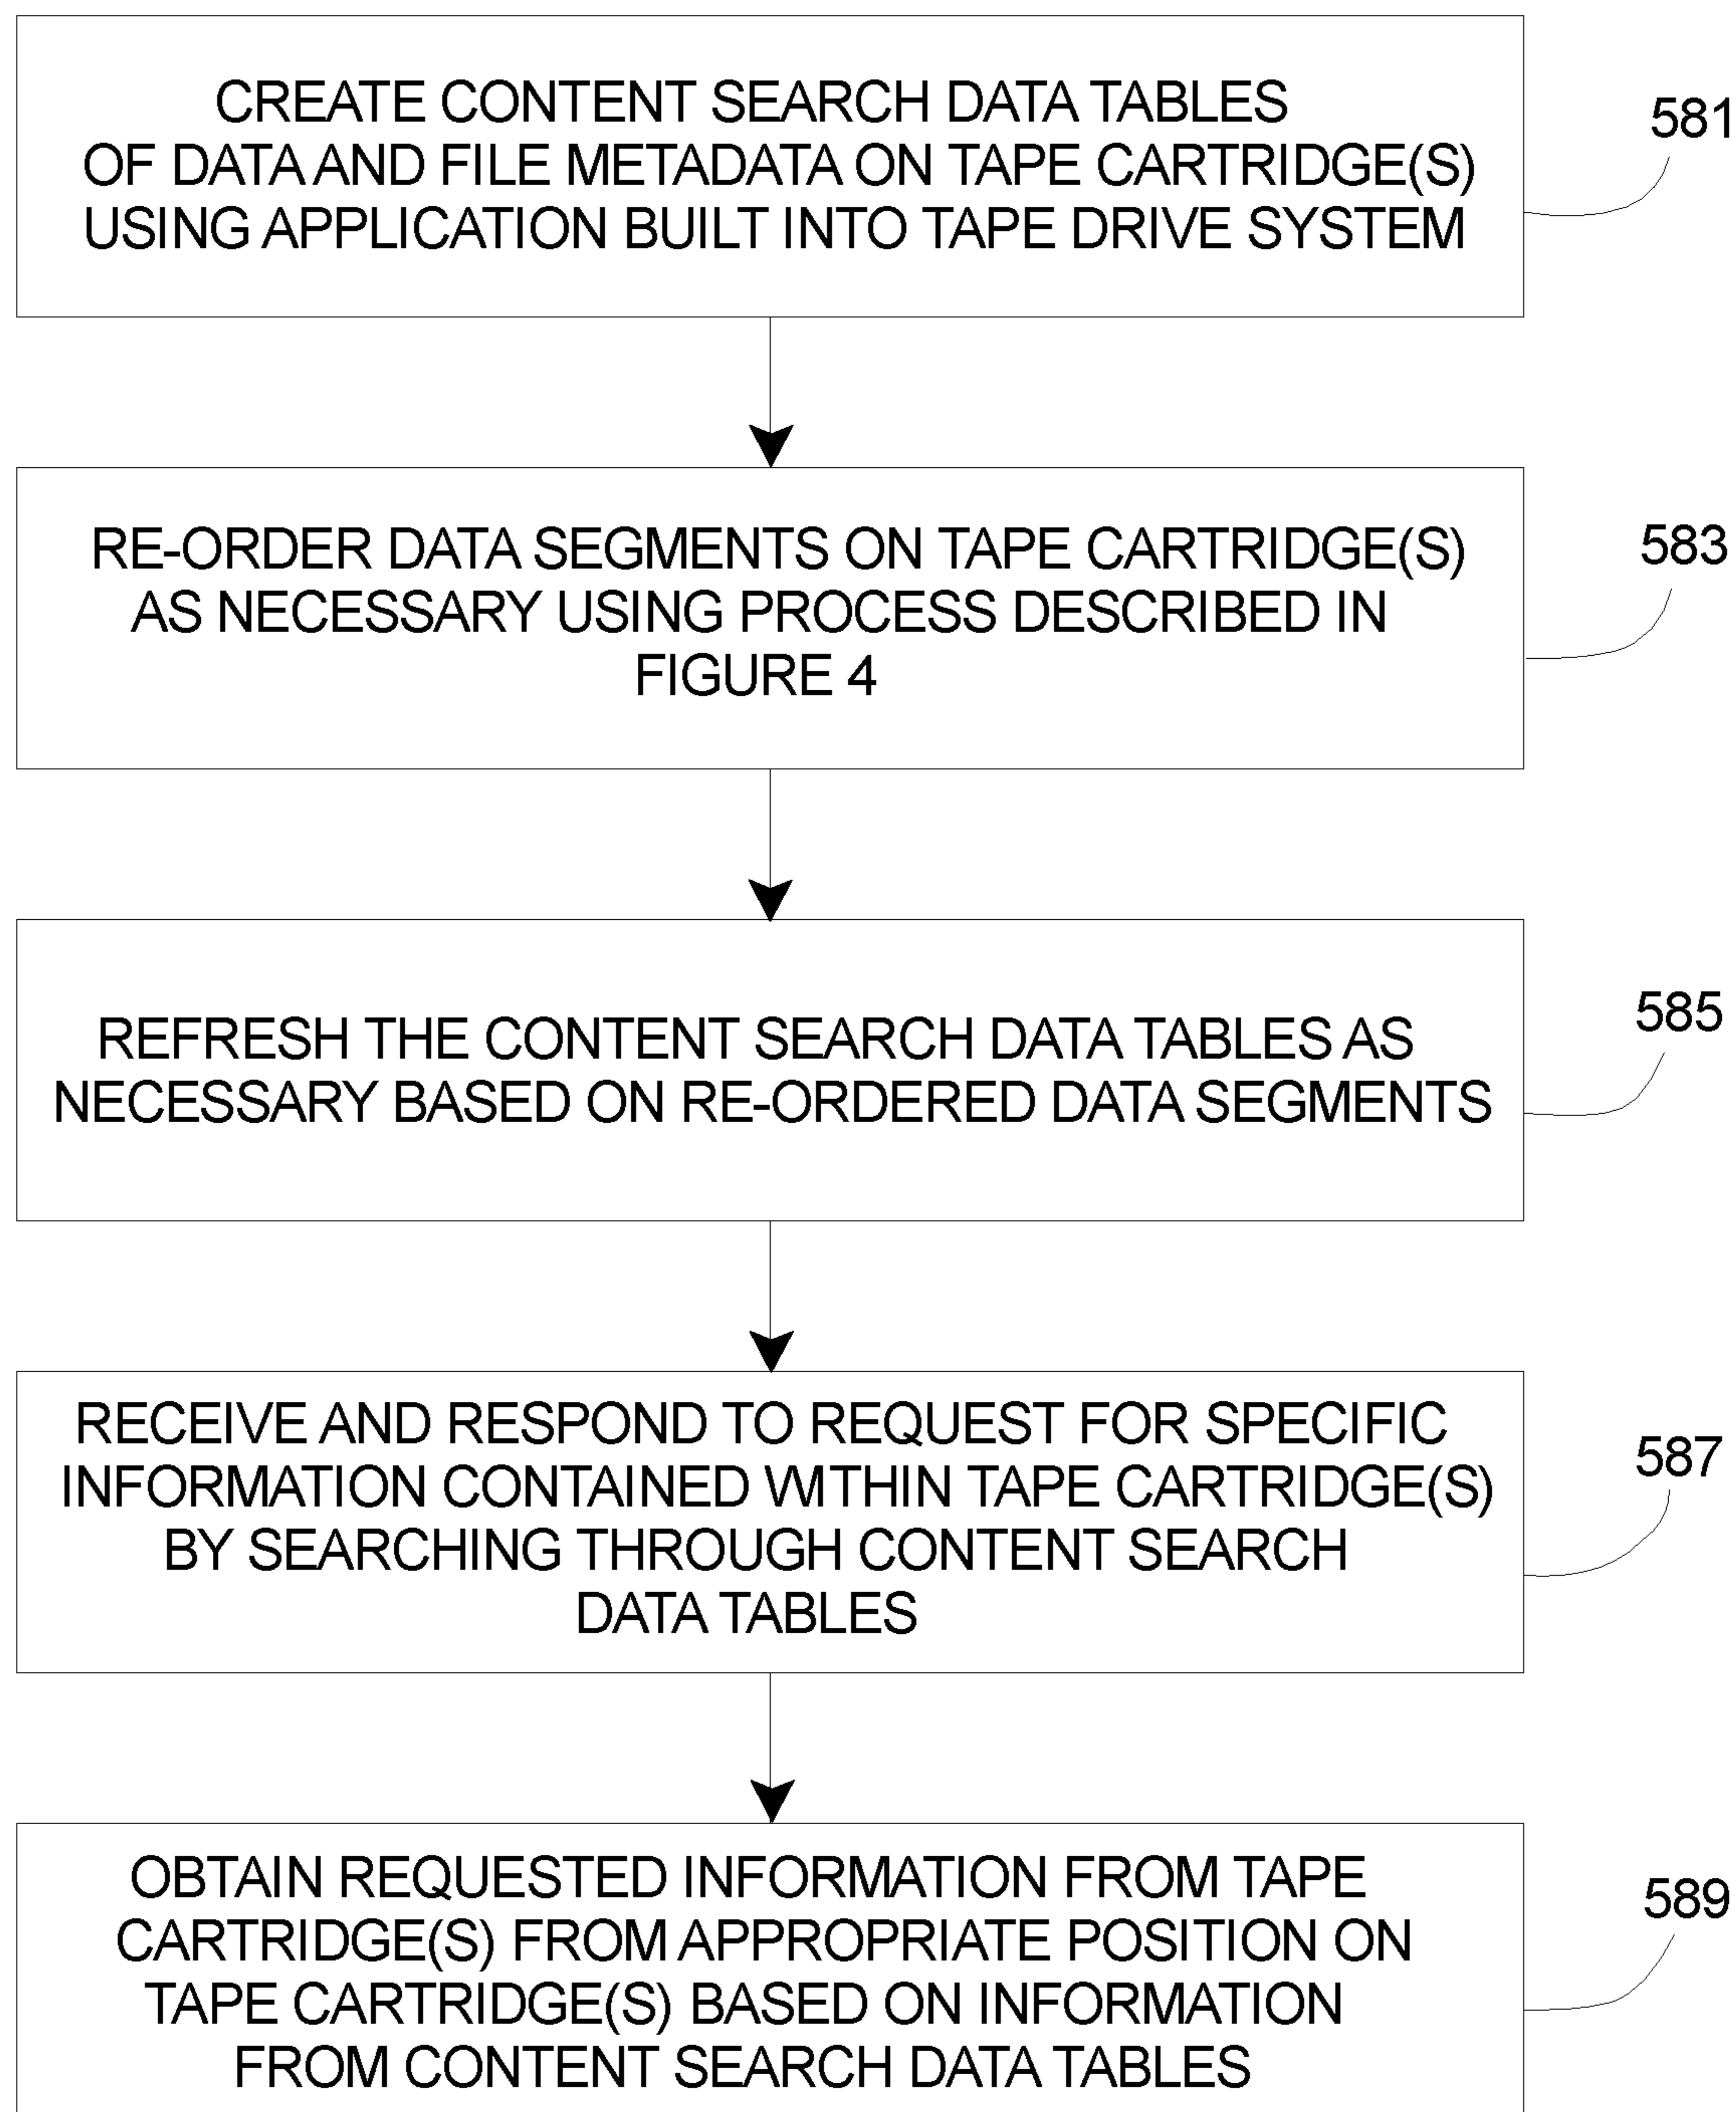 CREATE CONTENT SEARCH DATA TABLES
OF DATA AND FILE METADATA ON TAPE CARTRIDGE(S)
USING APPLICATION BUILT INTO TAPE DRIVE SYSTEM
581
RE-ORDER DATA SEGMENTS ON TAPE CARTRIDGE(S)
AS NECESSARY USING PROCESS DESCRIBED IN
FIGURE 4
583
REFRESH THE CONTENT SEARCH DATA TABLES AS
NECESSARY BASED ON RE-ORDERED DATA SEGMENTS
585
RECEIVE AND RESPOND TO REQUEST FOR SPECIFIC
INFORMATION CONTAINED WITHIN TAPE CARTRIDGE(S)
BY SEARCHING THROUGH CONTENT SEARCH
DATA TABLES
587
OBTAIN REQUESTED INFORMATION FROM TAPE
CARTRIDGE(S) FROM APPROPRIATE POSITION ON
TAPE CARTRIDGE(S) BASED ON INFORMATION
FROM CONTENT SEARCH DATA TABLES
589